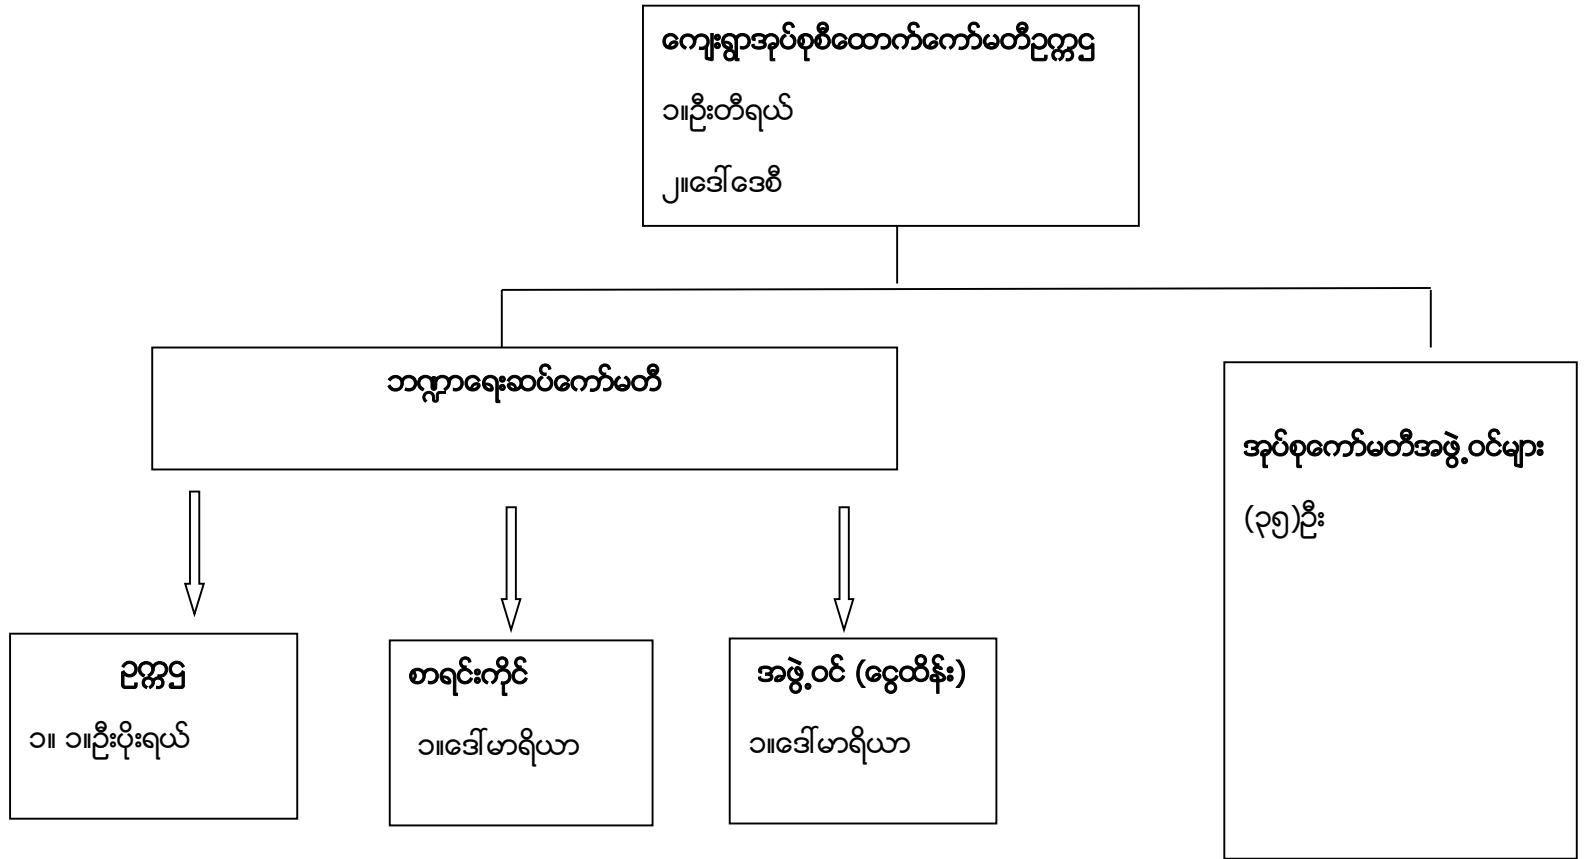 ကျေးရွာအုပ်စုစီထောက်ကော်မတီဥက္ကဌ
၁။ဦးတီရယ်
၂။ဒေါ်ဒေစီ
ဘဏ္ဍာရေးဆပ်ကော်မတီ
အုပ်စုကော်မတီအဖွဲ့ဝင်များ
(၃၅)ဦး
ဥက္ကဌ
၁။ ၁။ဦးပိုးရယ်
စာရင်းကိုင်
၁။ဒေါ်မာရိယာ
အဖွဲ့ဝင် (ငွေထိန်း)
၁။ဒေါ်မာရိယာ